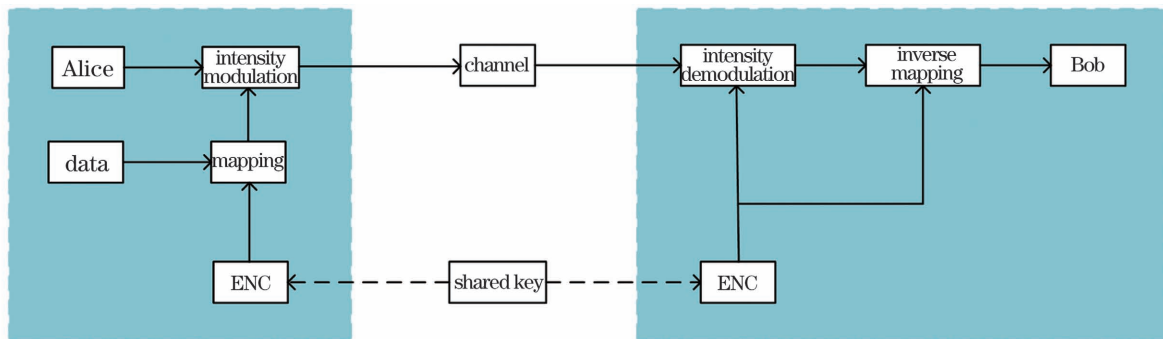 Alice
intensity
modulation
channel
intensity
demodulation
inverse
mapping
Bob
data
mapping
ENC
shared key
ENC